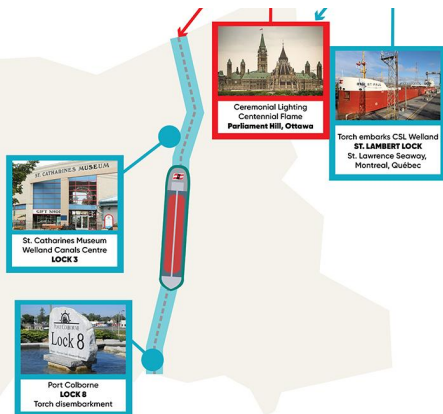 Ceremonial Lighting
Centennial Flame
Parliament Hill, Ottawa
Torch embarks CSL Welland
ST. LAMBERT LOCK
St. Lawrence Seaway,
Montreal, Québec
ST. CATHARINES MUSEUM
GIFT SHOP
St. Catharines Museum
Welland Canals Centre
LOCK 3
PORT COLBORNE
Lock 8
Port Colborne
LOCK 8
Torch disembarkment